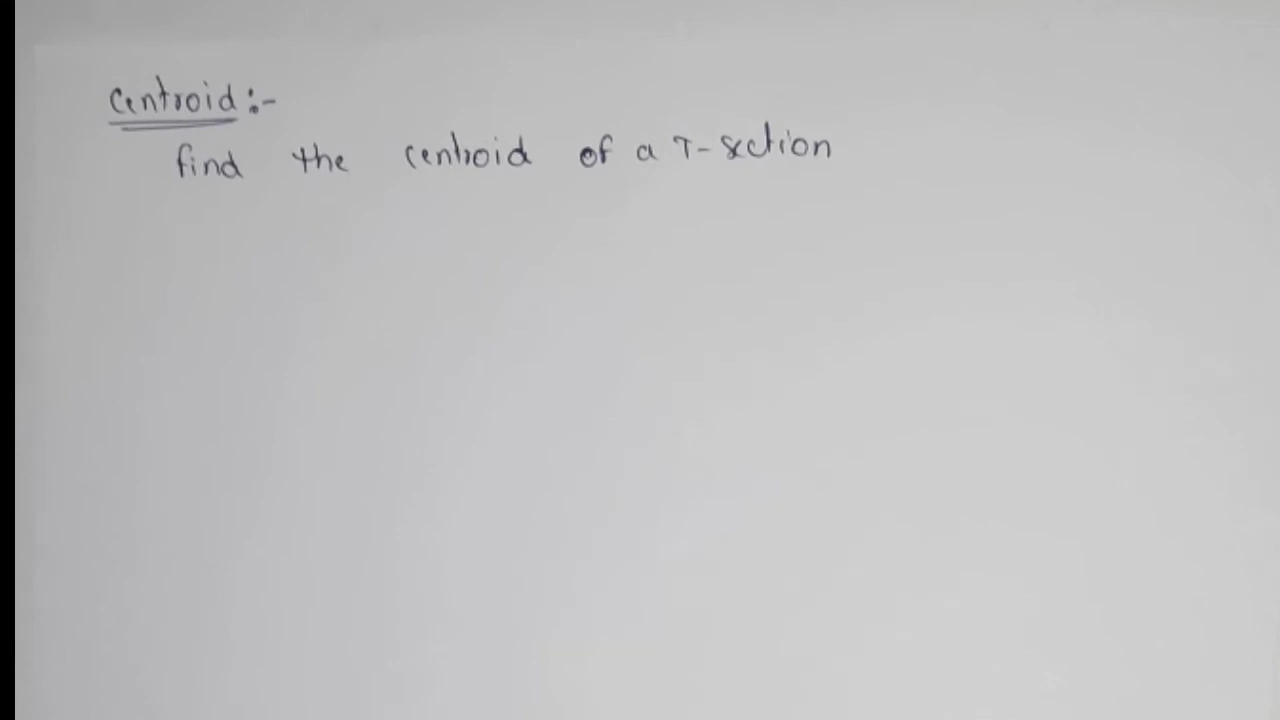 Centroid :-
find the centroid of a T-section